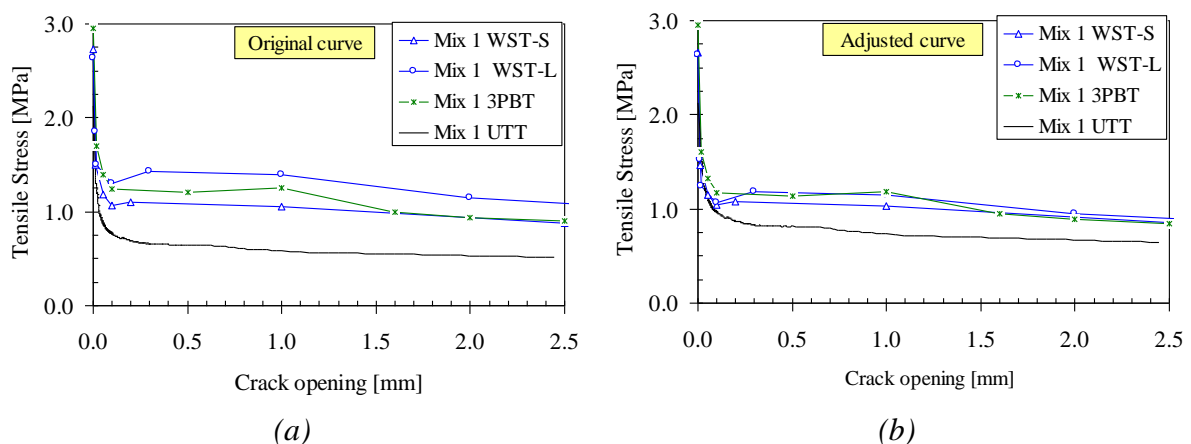 Original curve
Mix 1 WST-S
Mix 1 WST-L
Mix 1 3PBT
Mix 1 UTT
Tensile Stress [MPa]
3.0
2.0
1.0
0.0
0.0 0.5 1.0 1.5 2.0 2.5
Crack opening [mm]
(a)
Adjusted curve
Mix 1 WST-S
Mix 1 WST-L
Mix 1 3PBT
Mix 1 UTT
Tensile Stress [MPa]
3.0
2.0
1.0
0.0
0.0 0.5 1.0 1.5 2.0 2.5
Crack opening [mm]
(b)